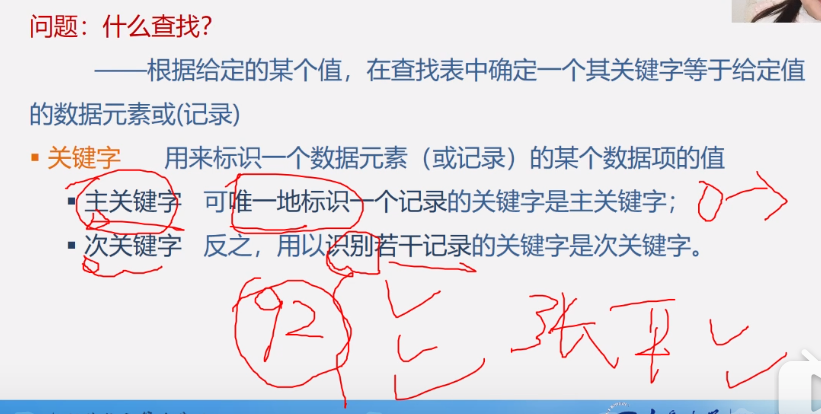 问题：什么查找？
——根据给定的某个值，在查找表中确定一个其关键字等于给定值
的数据元素或(记录)
▪ 关键字 用来标识一个数据元素（或记录）的某个数据项的值
▪ 主关键字 可唯一地标识一个记录的关键字是主关键字；
▪ 次关键字 反之，用以识别若干记录的关键字是次关键字。
92 张平